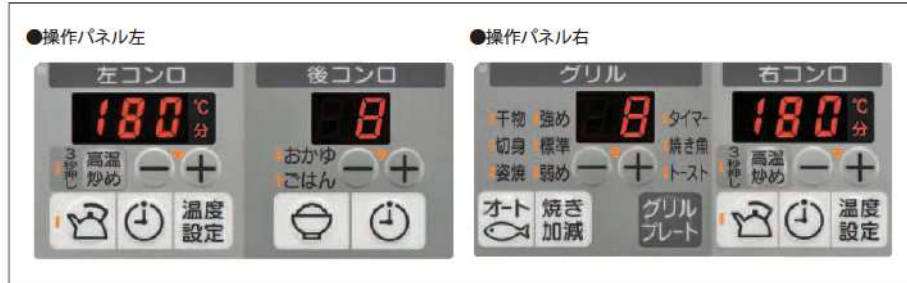 ●操作パネル左
左コンロ
180
℃
分
3秒押し
高温
炒め
温度
設定
後コンロ
8
おかゆ
ごはん
●操作パネル右
グリル
干物
強め
8
タイマー
切身
標準
焼き魚
姿焼
弱め
トースト
オート
焼き
加減
グリル
プレート
右コンロ
180
℃
分
3秒押し
高温
炒め
温度
設定